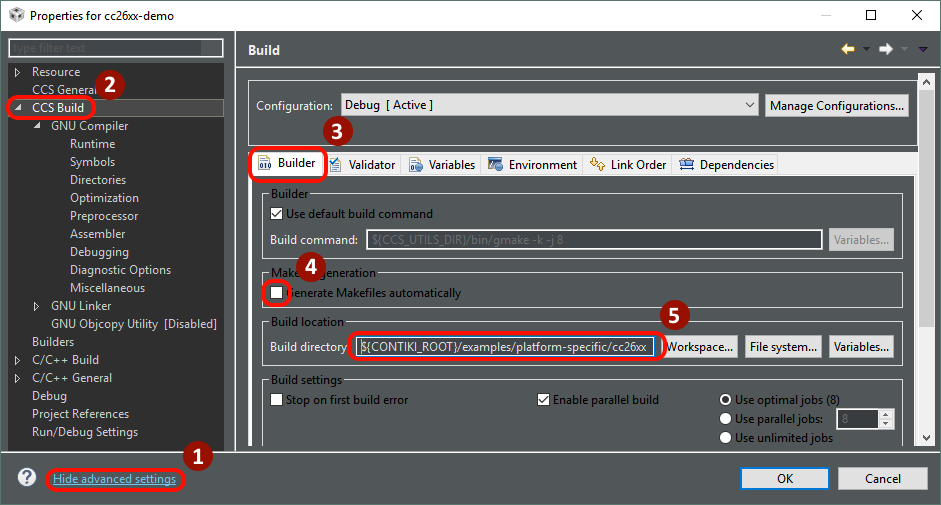 Properties for cc26xx-demo
type filter text
Resource
CCS General
2
CCS Build
GNU Compiler
Runtime
Symbols
Directories
Optimization
Preprocessor
Assembler
Debugging
Diagnostic Options
Miscellaneous
GNU Linker
GNU Objcopy Utility [Disabled]
Builders
C/C++ Build
C/C++ General
Debug
Project References
Run/Debug Settings
Build
Configuration: Debug [ Active ] Manage Configurations...
3
Builder Validator Variables Environment Link Order Dependencies
Builder
Use default build command
Build command: ${CCS_UTILS_DIR}/bin/gmake -k -j 8 Variables...
4
Makefile generation
Generate Makefiles automatically
5
Build location
Build directory: ${CONTIKI_ROOT}/examples/platform-specific/cc26xx Workspace... File system... Variables...
Build settings
Stop on first build error Enable parallel build Use optimal jobs (8)
Use parallel jobs: 8
Use unlimited jobs
1
? Hide advanced settings OK Cancel